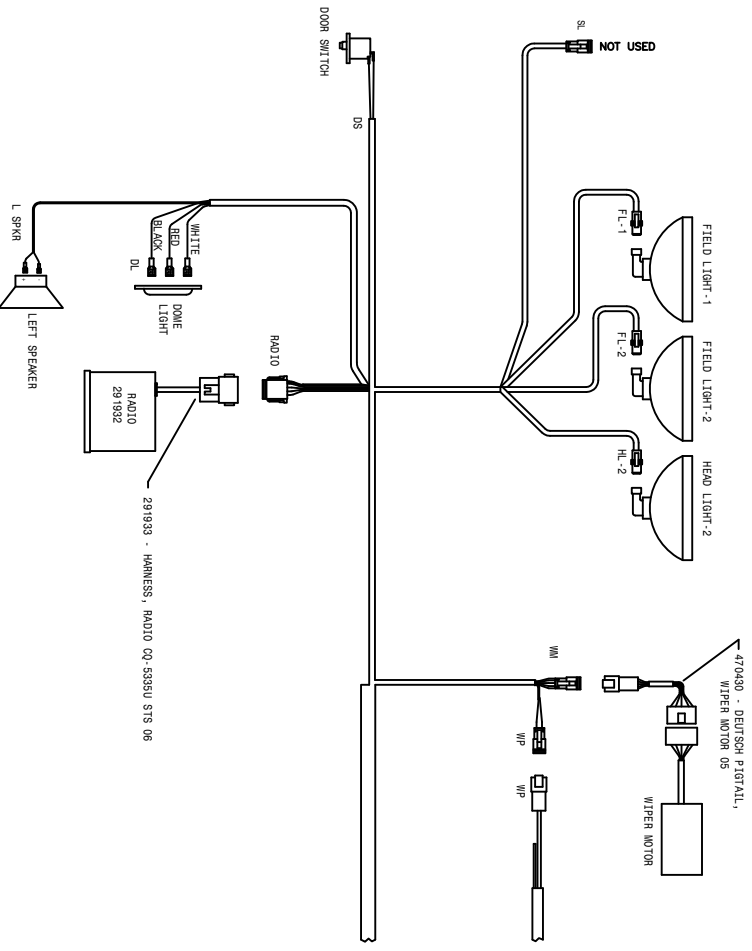 SL
NOT USED
DOOR SWITCH
DS
FL-1
FIELD LIGHT-1
FL-2
FIELD LIGHT-2
HL-2
HEAD LIGHT-2
L SPKR
LEFT SPEAKER
WHITE
RED
BLACK
DL
DOME
LIGHT
RADIO
RADIO
291932
291933 - HARNESS, RADIO CQ-5335U STS 06
WM
WP
WP
470430 - DEUTSCH PIGTAIL,
WIPER MOTOR 05
WIPER MOTOR